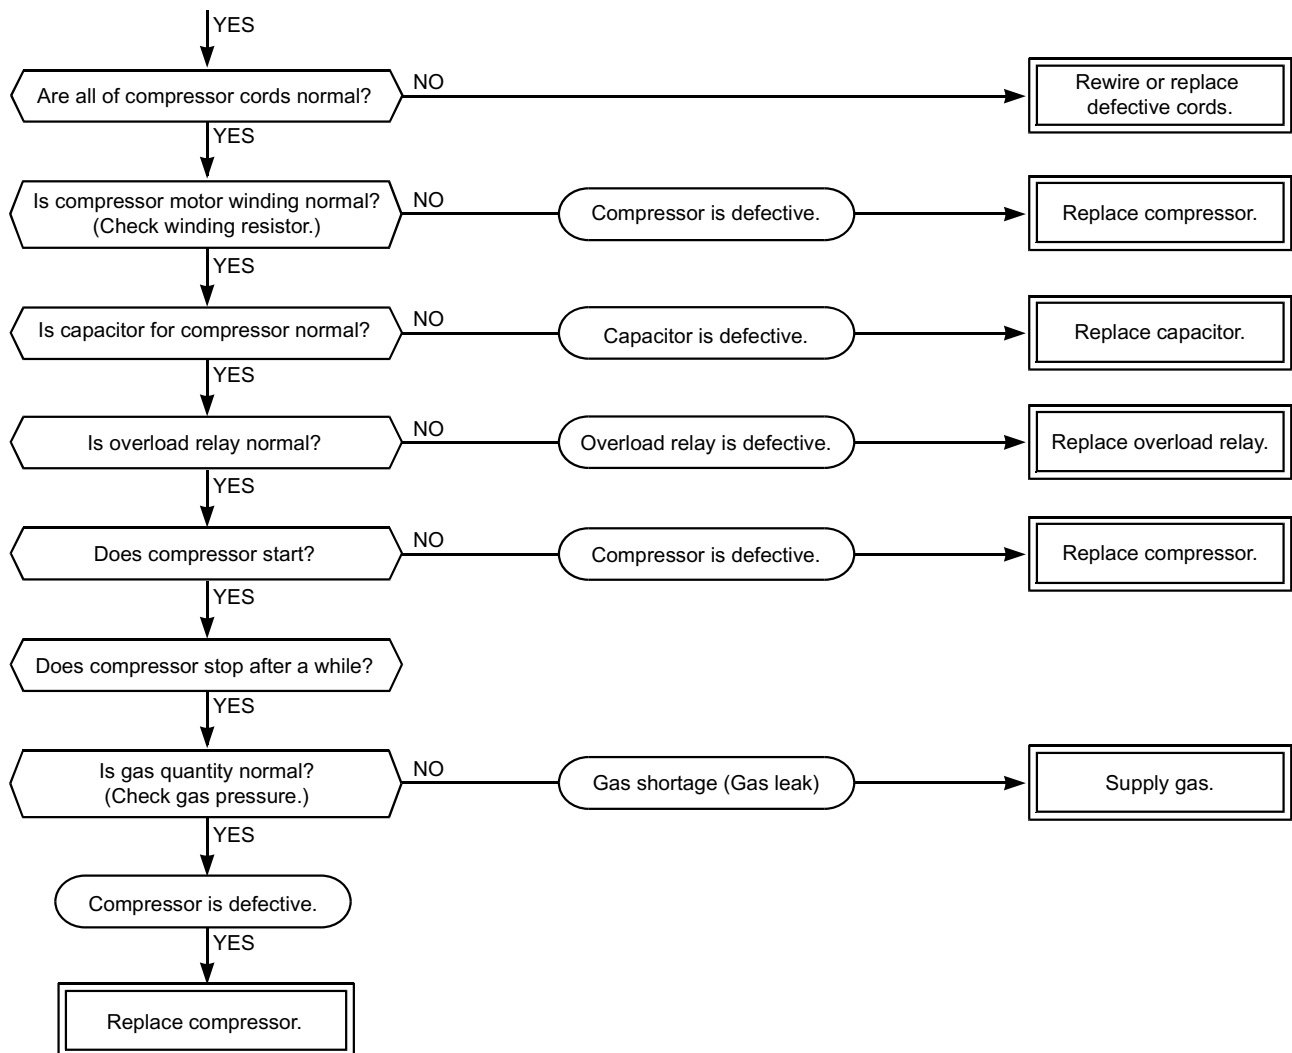 YES
Are all of compressor cords normal?
NO
Rewire or replace
defective cords.
YES
Is compressor motor winding normal?
(Check winding resistor.)
NO
Compressor is defective.
Replace compressor.
YES
Is capacitor for compressor normal?
NO
Capacitor is defective.
Replace capacitor.
YES
Is overload relay normal?
NO
Overload relay is defective.
Replace overload relay.
YES
Does compressor start?
NO
Compressor is defective.
Replace compressor.
YES
Does compressor stop after a while?
YES
Is gas quantity normal?
(Check gas pressure.)
NO
Gas shortage (Gas leak)
Supply gas.
YES
Compressor is defective.
YES
Replace compressor.